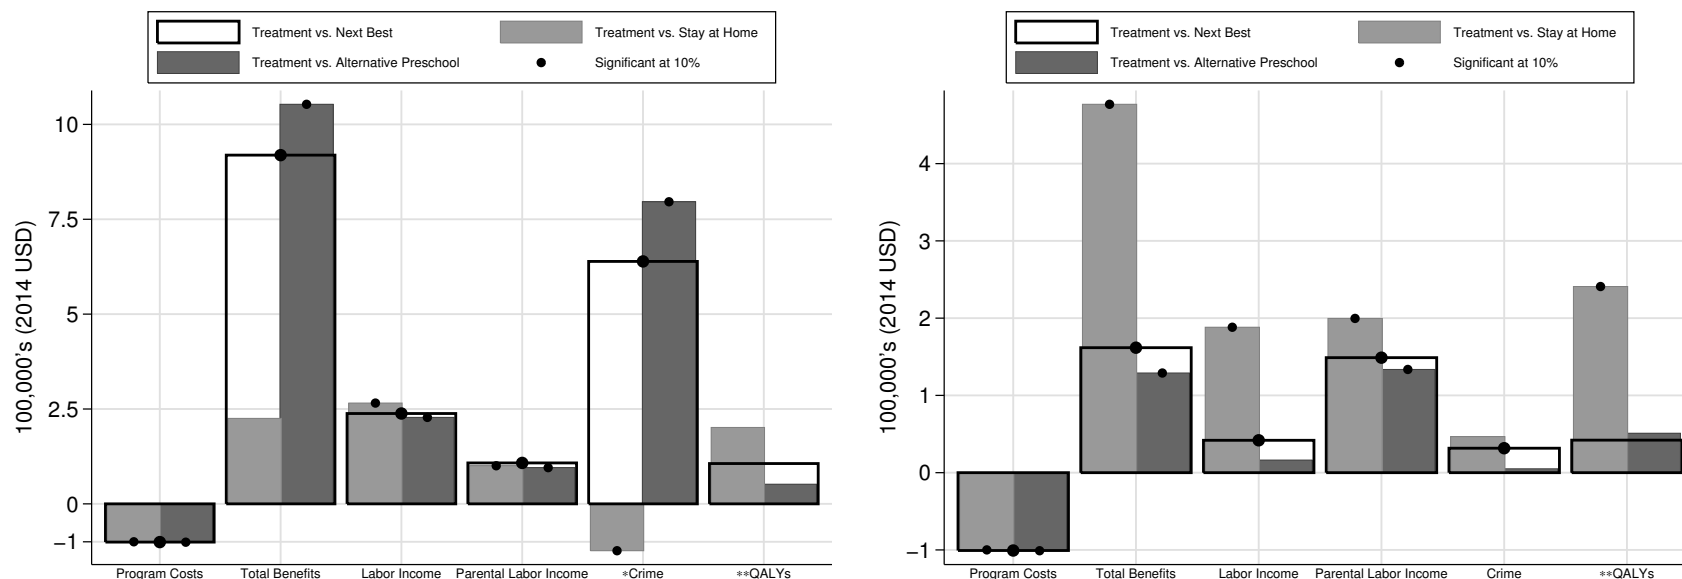 Treatment vs. Next Best
Treatment vs. Stay at Home
Treatment vs. Alternative Preschool
Significant at 10%
100,000's (2014 USD)
10
7.5
5
2.5
0
−1
Program Costs
Total Benefits
Labor Income
Parental Labor Income
*Crime
**QALYs
Treatment vs. Next Best
Treatment vs. Stay at Home
Treatment vs. Alternative Preschool
Significant at 10%
100,000's (2014 USD)
4
3
2
1
0
−1
Program Costs
Total Benefits
Labor Income
Parental Labor Income
Crime
**QALYs